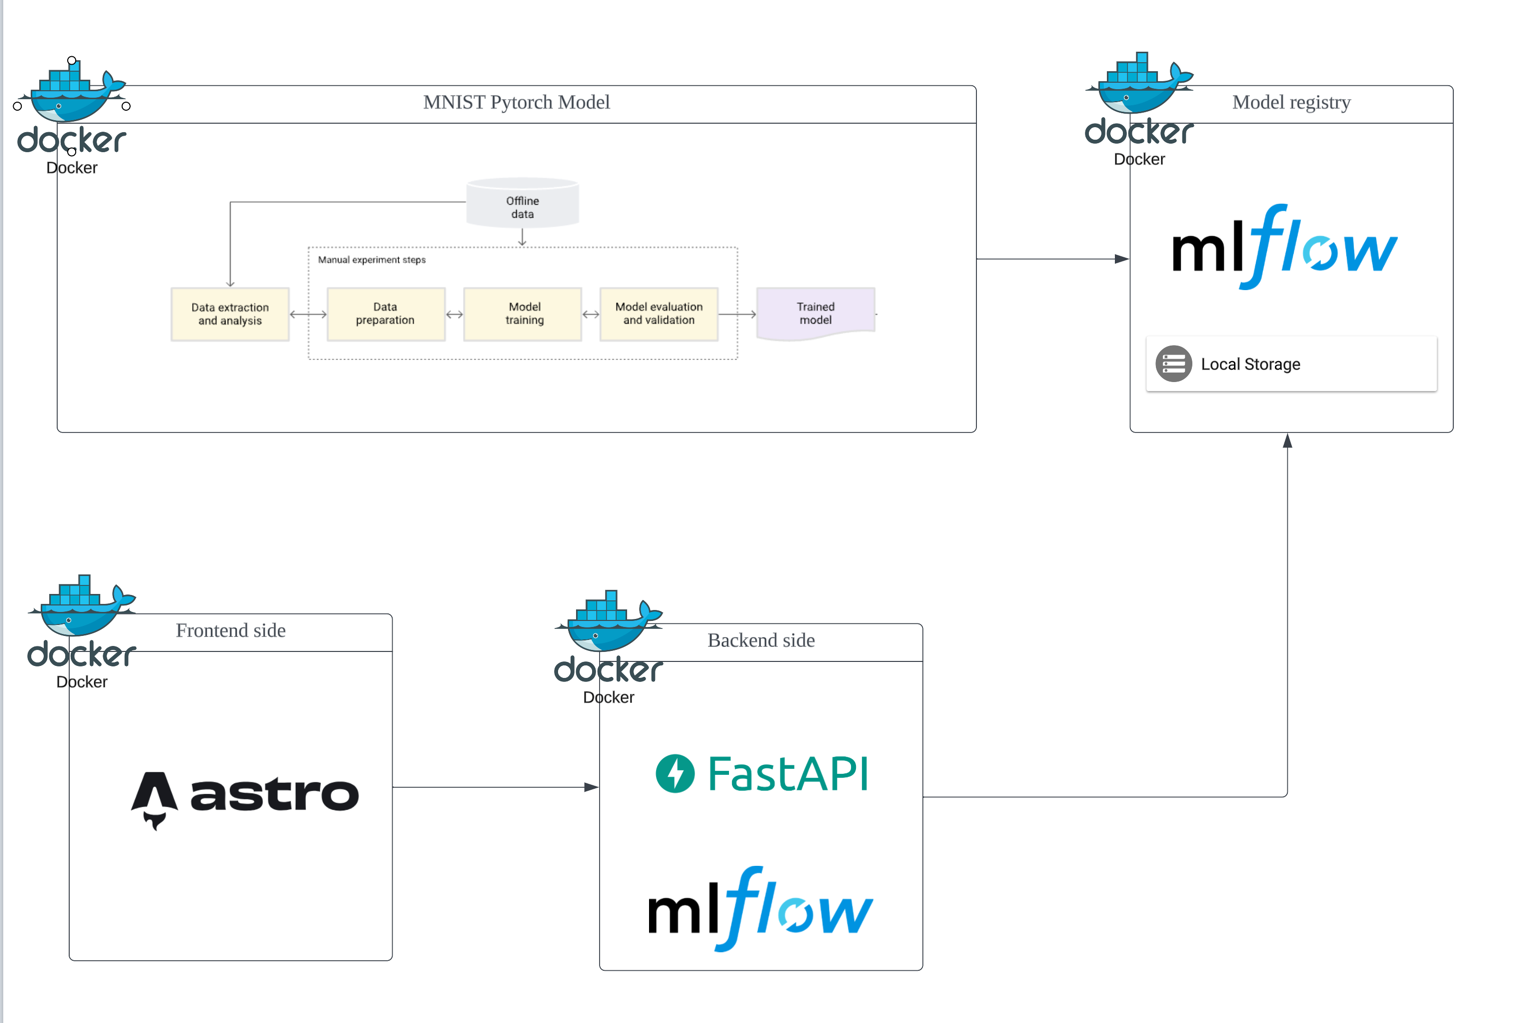 docker
Docker
MNIST Pytorch Model
Offline
data
Manual experiment steps
Data extraction
and analysis
Data
preparation
Model
training
Model evaluation
and validation
Trained
model
docker
Docker
Model registry
mlflow
Local Storage
docker
Docker
Frontend side
astro
docker
Docker
Backend side
FastAPI
mlflow